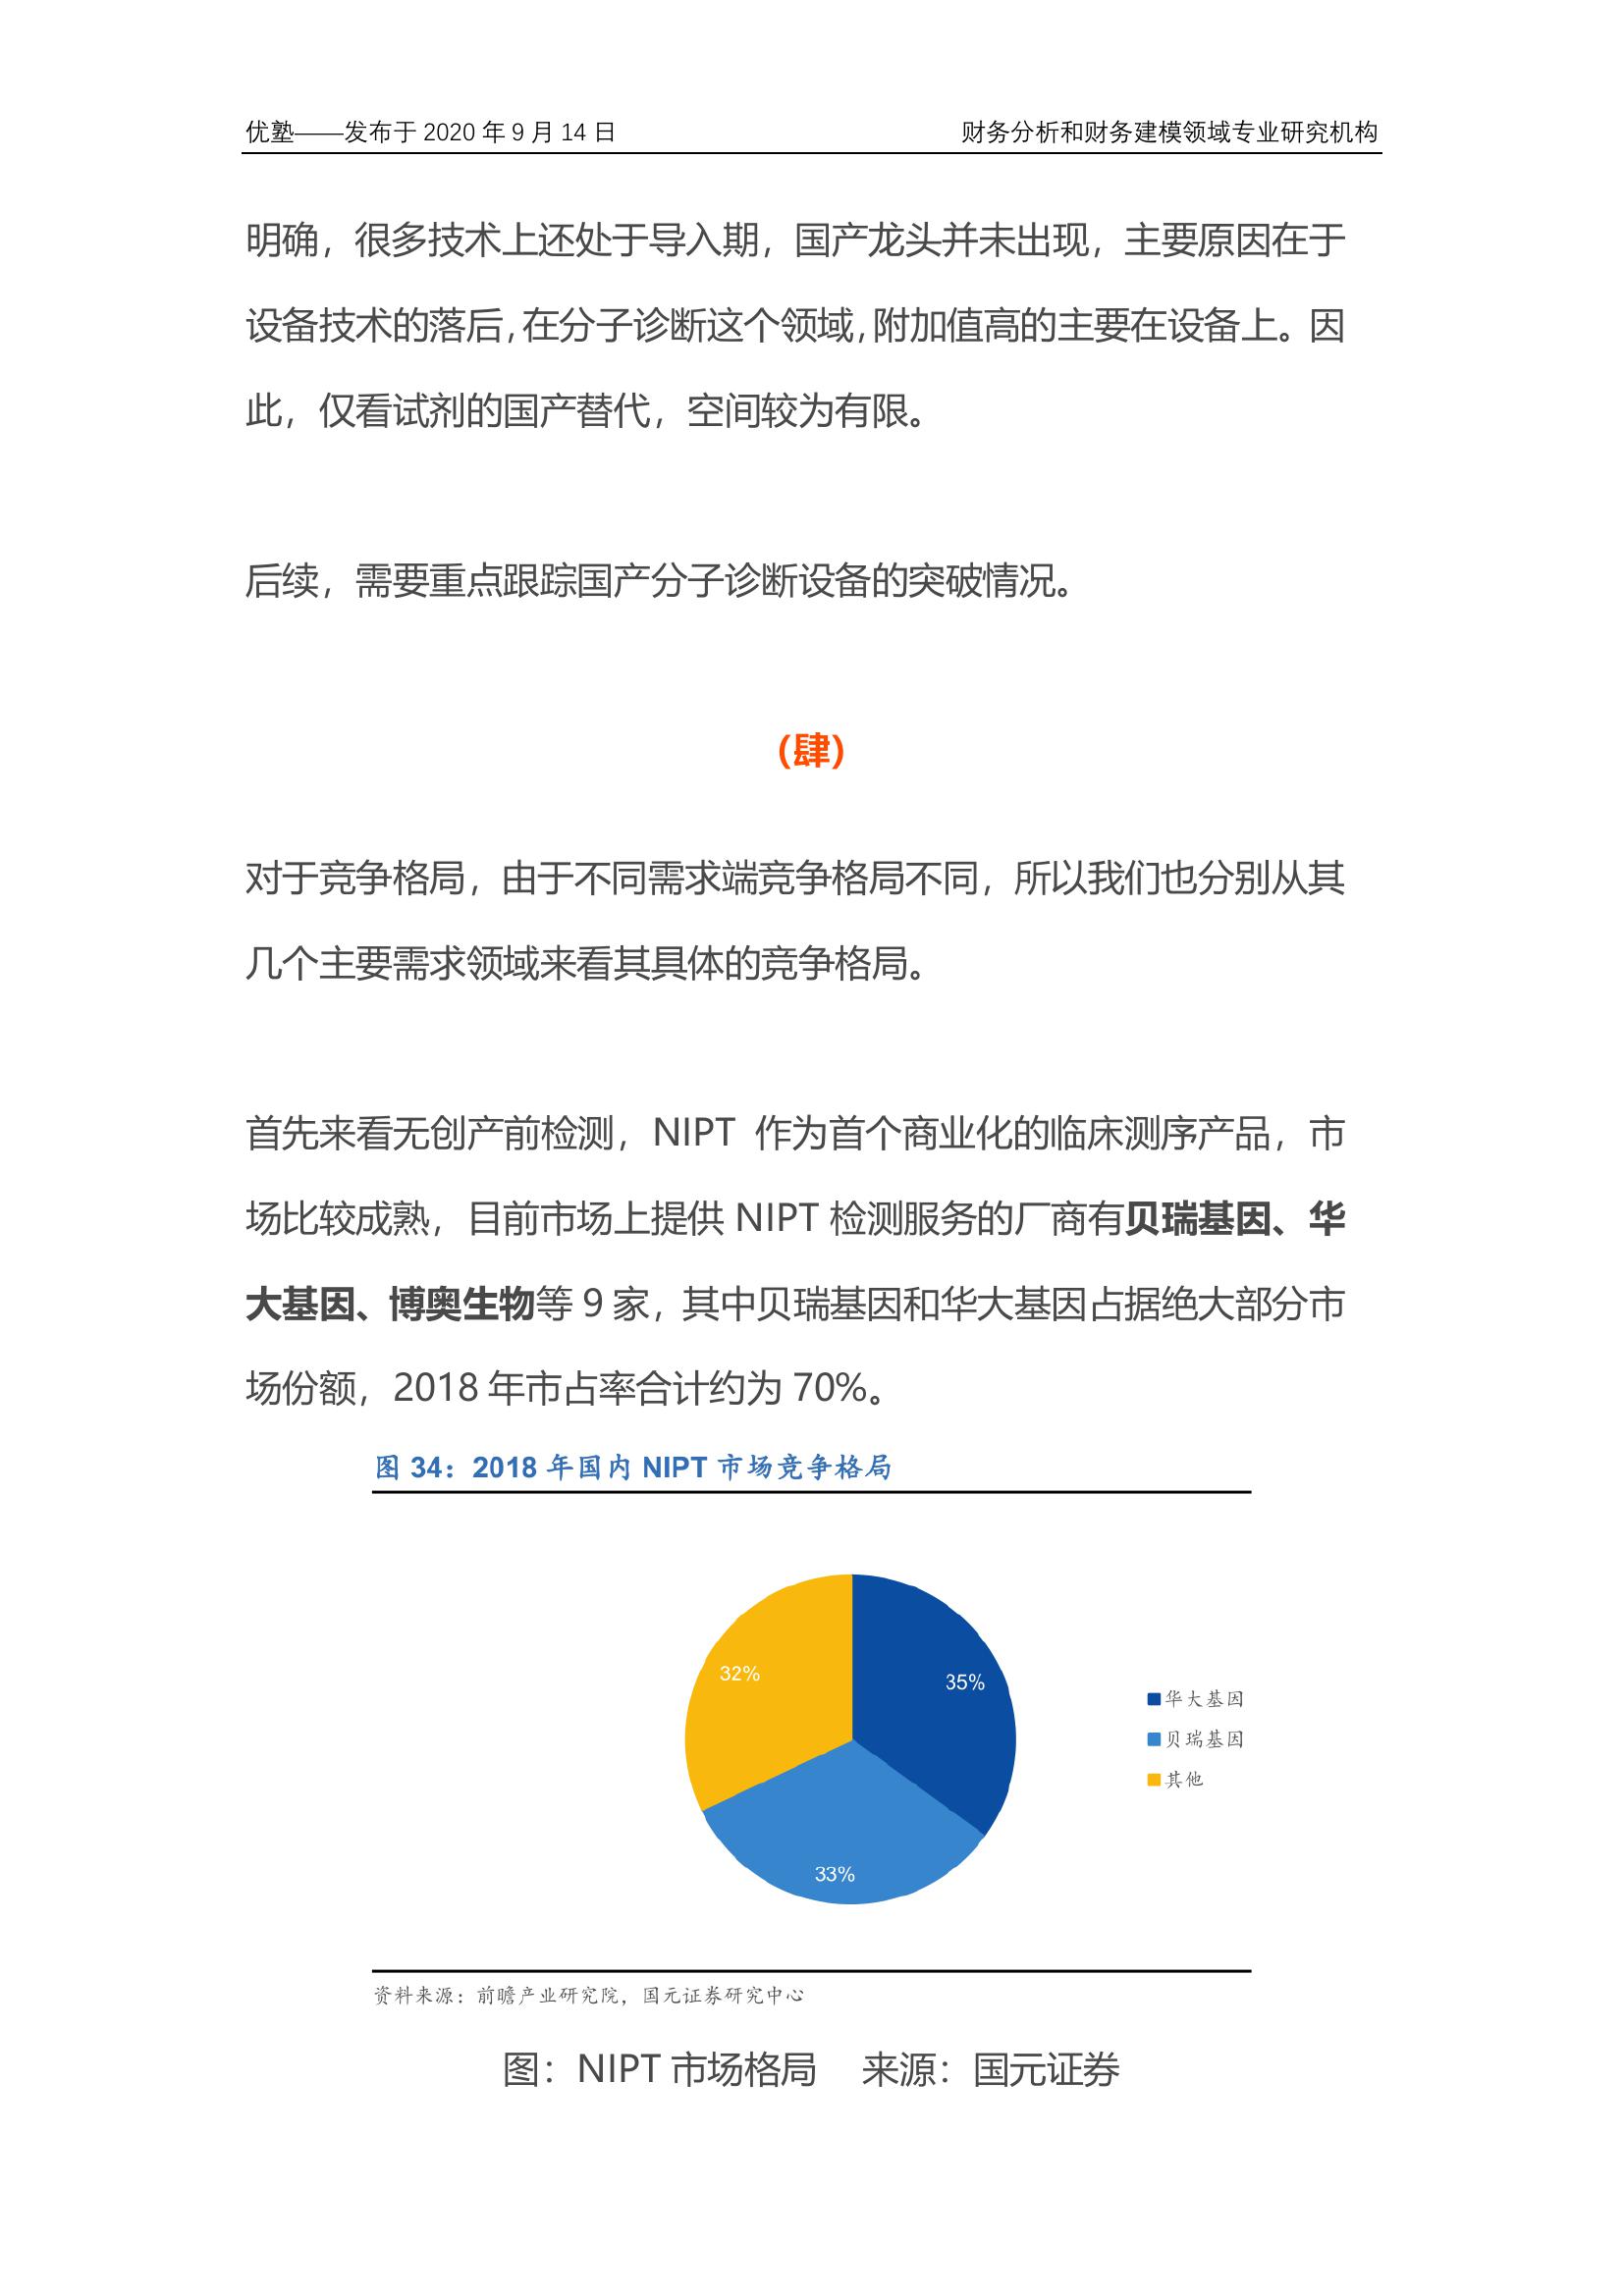 优塾——发布于 2020 年 9 月 14 日
财务分析和财务建模领域专业研究机构
明确，很多技术上还处于导入期，国产龙头并未出现，主要原因在于
设备技术的落后，在分子诊断这个领域，附加值高的主要在设备上。因
此，仅看试剂的国产替代，空间较为有限。
后续，需要重点跟踪国产分子诊断设备的突破情况。
（肆）
对于竞争格局，由于不同需求端竞争格局不同，所以我们也分别从其
几个主要需求领域来看其具体的竞争格局。
首先来看无创产前检测，NIPT 作为首个商业化的临床测序产品，市
场比较成熟，目前市场上提供 NIPT 检测服务的厂商有贝瑞基因、华
大基因、博奥生物等 9 家，其中贝瑞基因和华大基因占据绝大部分市
场份额，2018 年市占率合计约为 70%。
图 34：2018 年国内 NIPT 市场竞争格局
32%
35%
33%
华大基因
贝瑞基因
其他
资料来源：前瞻产业研究院，国元证券研究中心
图：NIPT 市场格局 来源：国元证券